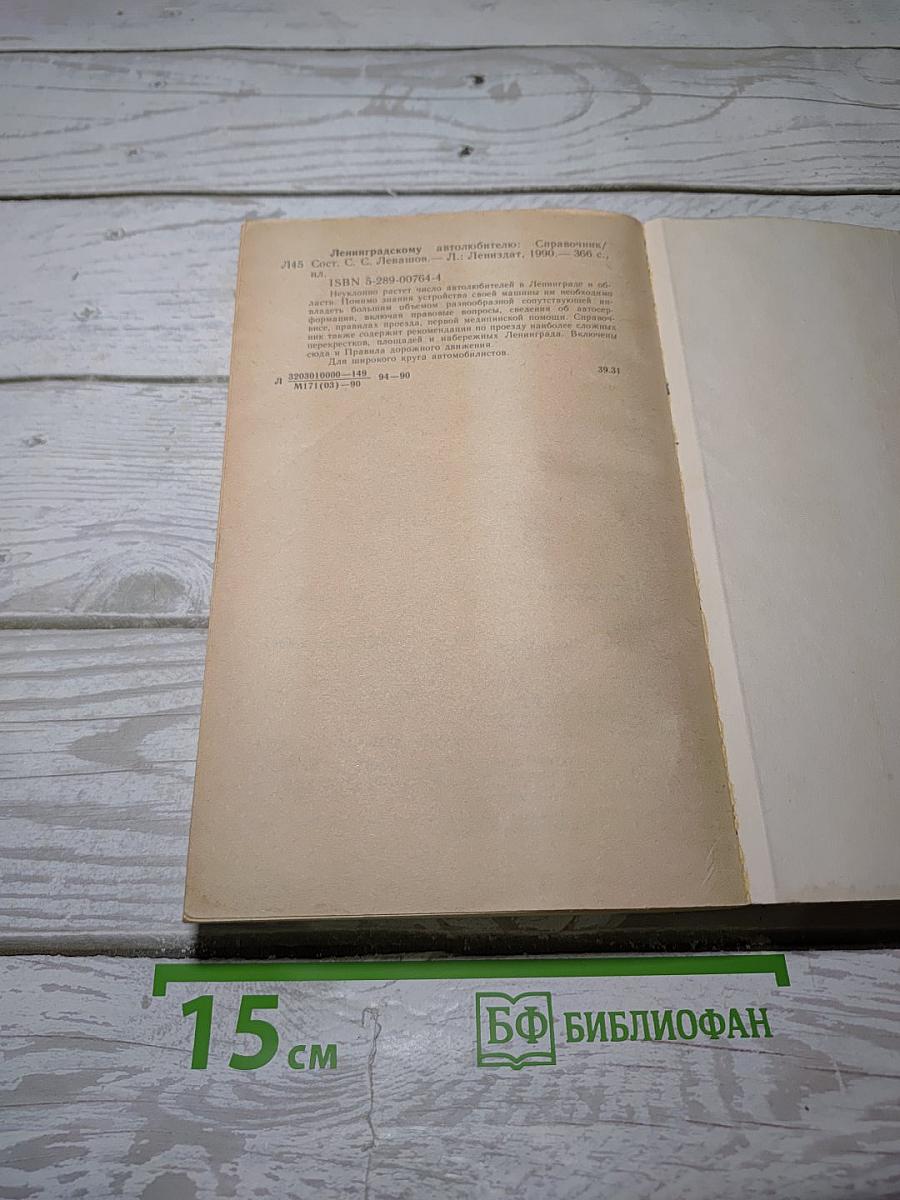 Ленинградскому автолюбителю: Справочник/
Л45 Сост. С. С. Левашов.— Л.: Лениздат, 1990.— 366 с.,
ил.
ISBN 5-289-00764-4
Неуклонно растет число автолюбителей в Ленинграде и об-
ласти. Помимо знания устройства своей машины им необходимо
владеть большим объемом разнообразной сопутствующей ин-
формации, включая правовые вопросы, сведения об автосер-
висе, правилах проезда, первой медицинской помощи. Справоч-
ник также содержит рекомендации по проезду наиболее сложных
перекрестков, площадей и набережных Ленинграда. Включены
сюда и Правила дорожного движения.
Для широкого круга автомобилистов.
Л 3203010000—149 94—90 39.31
М171(03)—90
15 см БФ БИБЛИОФАН